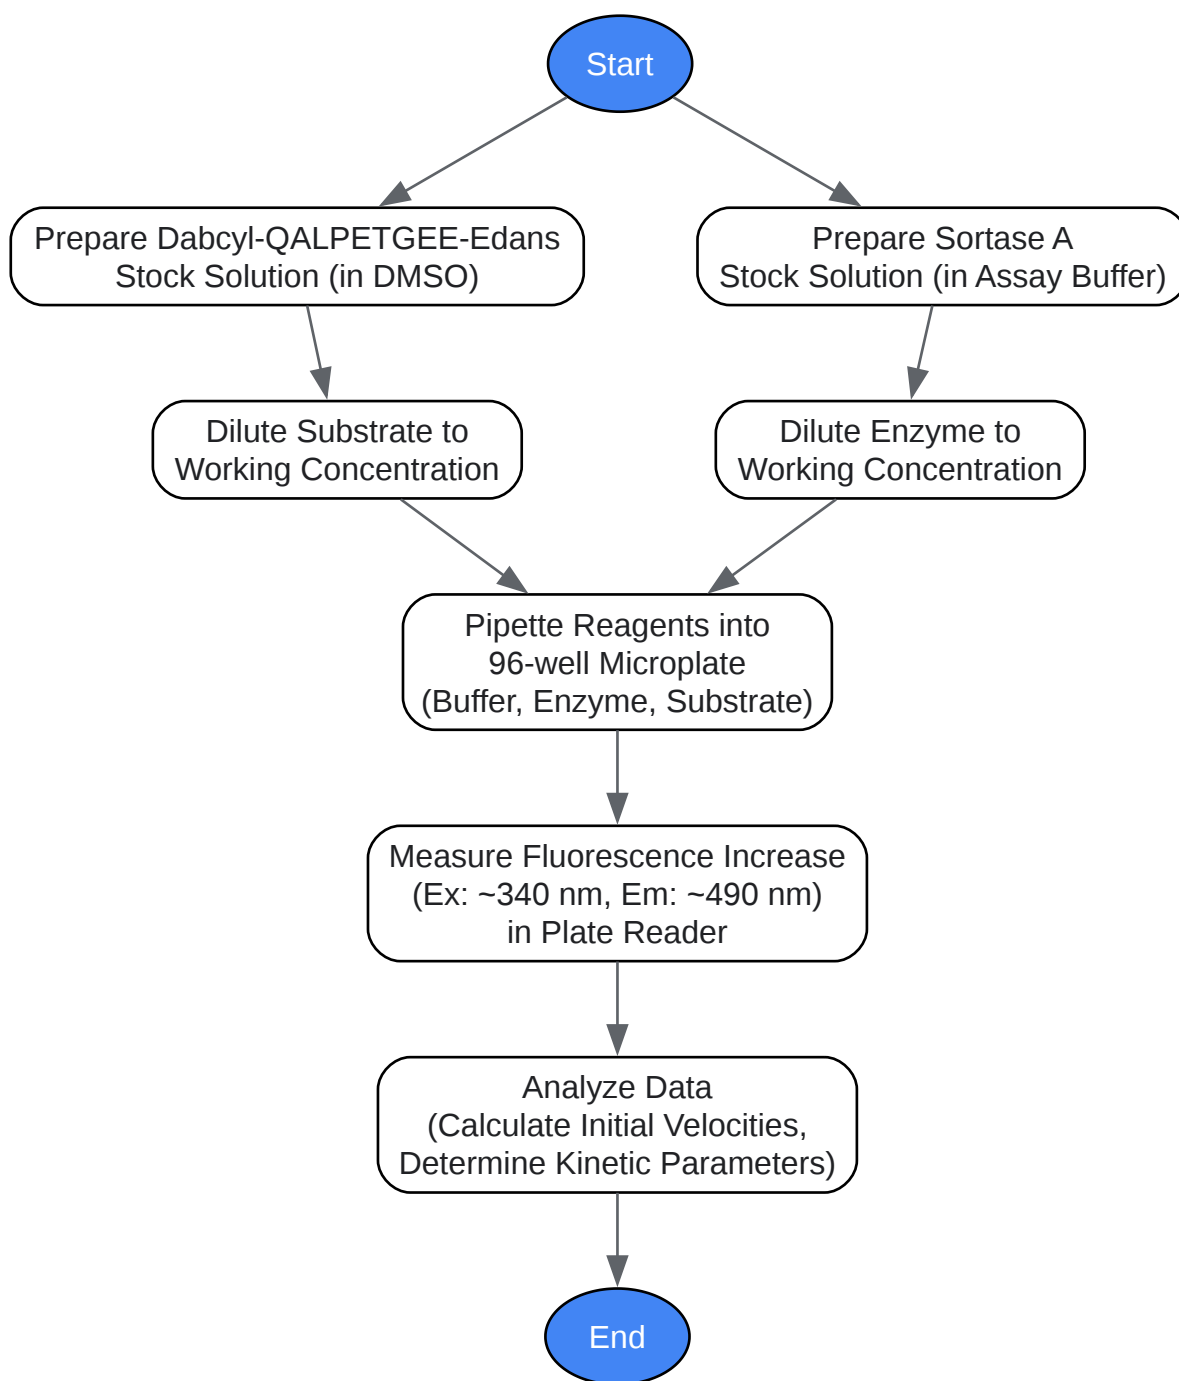 Start
Prepare Dabcyl-QALPETGEE-Edans
Stock Solution (in DMSO)
Prepare Sortase A
Stock Solution (in Assay Buffer)
Dilute Substrate to
Working Concentration
Dilute Enzyme to
Working Concentration
Pipette Reagents into
96-well Microplate
(Buffer, Enzyme, Substrate)
Measure Fluorescence Increase
(Ex: ~340 nm, Em: ~490 nm)
in Plate Reader
Analyze Data
(Calculate Initial Velocities,
Determine Kinetic Parameters)
End